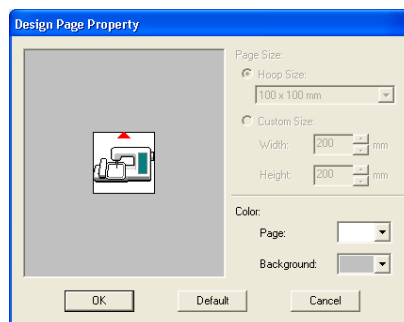 Design Page Property
Page Size:
Hoop Size:
100 x 100 mm
Custom Size:
Width: 200 mm
Height: 200 mm
Color:
Page:
Background:
OK Default Cancel